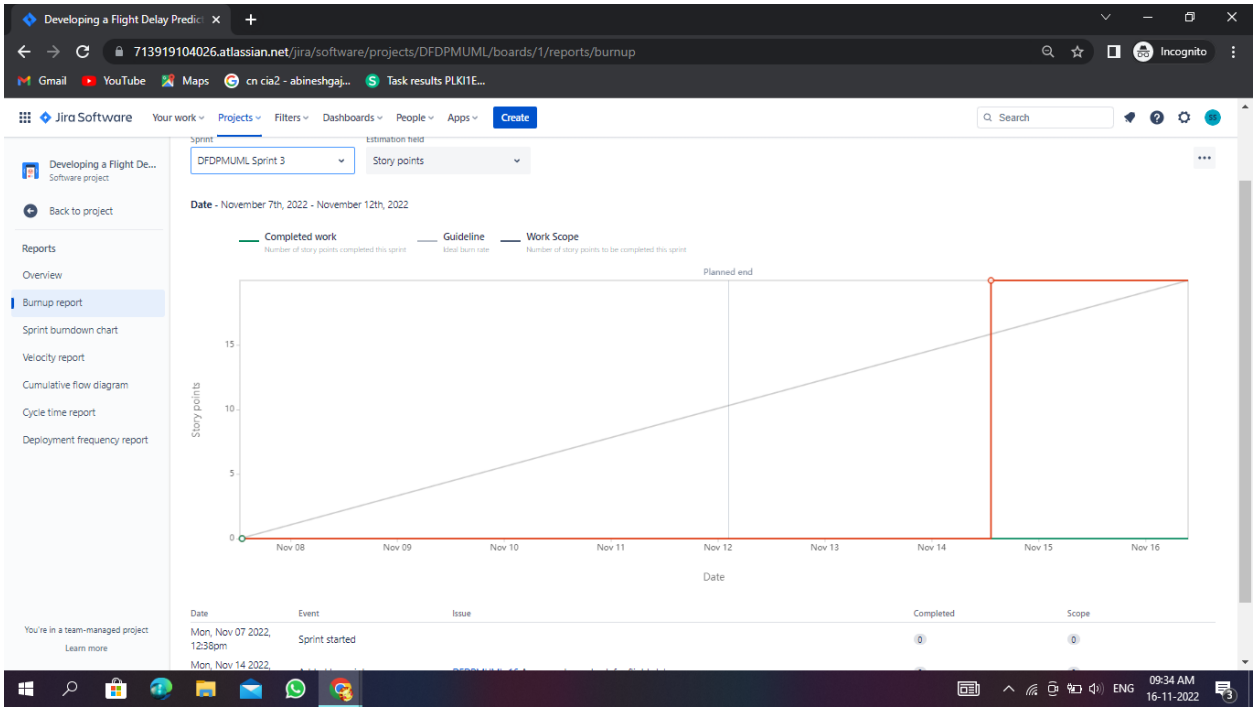 Developing a Flight Delay Predict
713919104026.atlassian.net/jira/software/projects/DFDPMUML/boards/1/reports/burnup
Incognito
Gmail YouTube Maps cn cia2 - abineshgaj... Task results PLKI1E...
Jira Software Your work Projects Filters Dashboards People Apps Create Search SS
Sprint Estimation field
DFDPMUML Sprint 3 Story points
Developing a Flight De...
Software project
Back to project
Reports
Overview
Burnup report
Sprint burndown chart
Velocity report
Cumulative flow diagram
Cycle time report
Deployment frequency report
You're in a team-managed project
Learn more
Date - November 7th, 2022 - November 12th, 2022
Completed work Guideline Work Scope
Number of story points completed this sprint Ideal burn rate Number of story points to be completed this sprint
Planned end
15
10
5
0
Story points
Nov 08 Nov 09 Nov 10 Nov 11 Nov 12 Nov 13 Nov 14 Nov 15 Nov 16
Date
Date Event Issue Completed Scope
Mon, Nov 07 2022, 12:38pm Sprint started 0 0
Mon, Nov 14 2022,
ENG
09:34 AM
16-11-2022
3